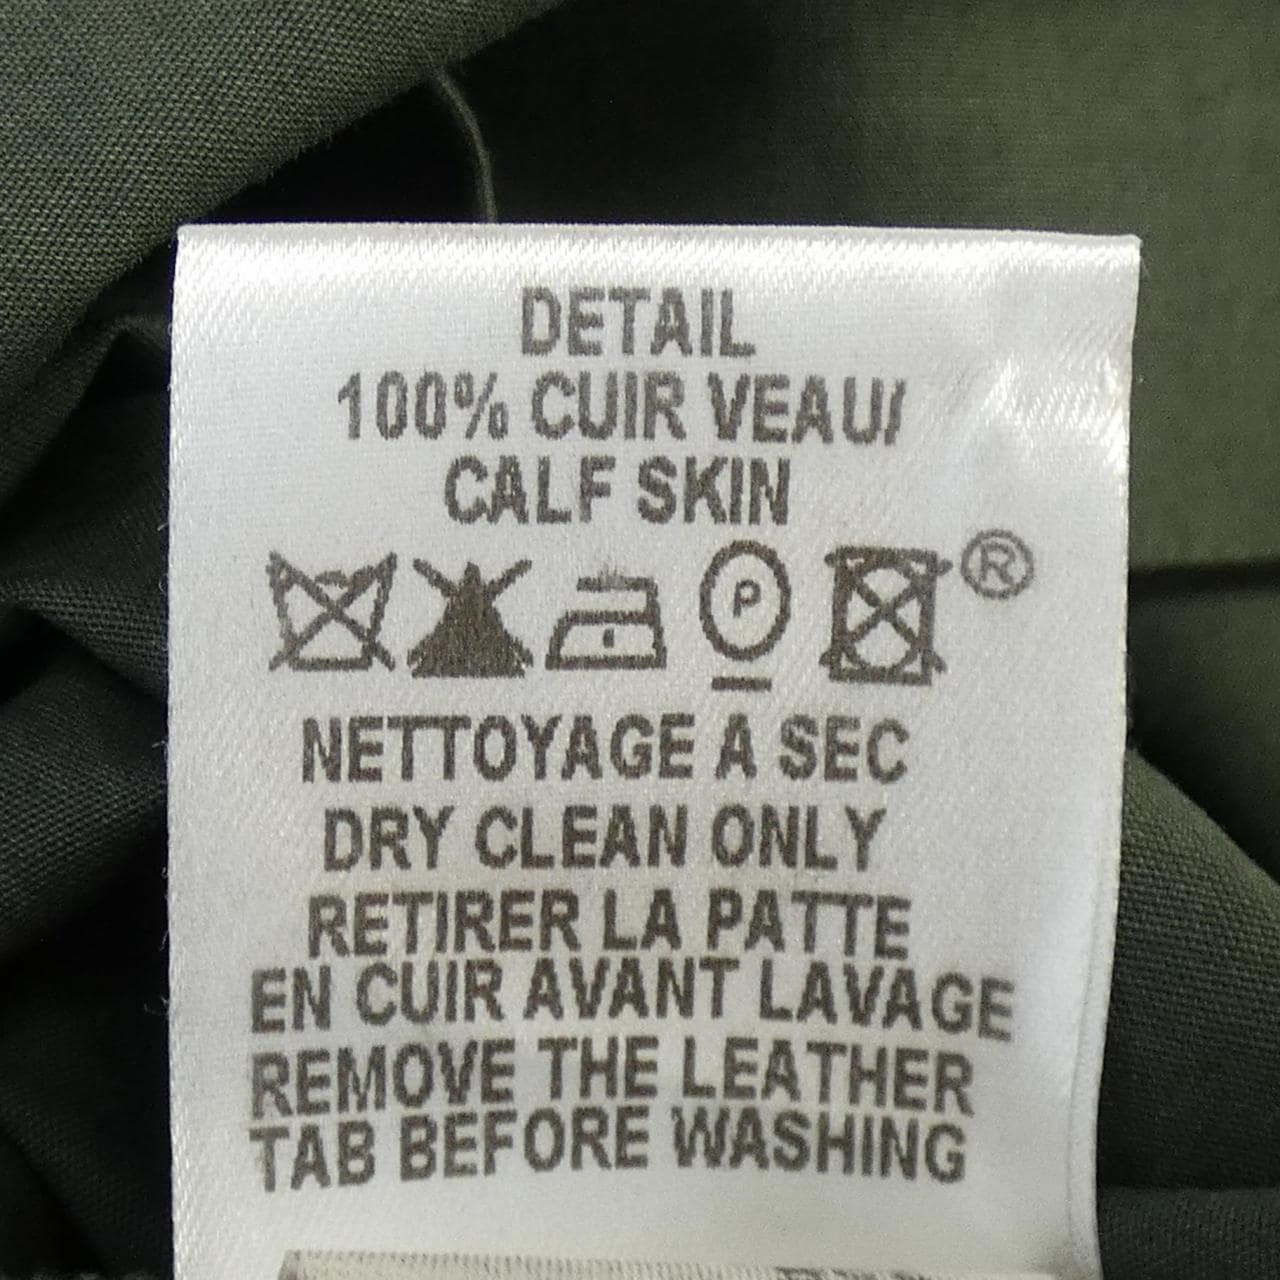 DETAIL
100% CUIR VEAU/
CALF SKIN
P ®
NETTOYAGE A SEC
DRY CLEAN ONLY
RETIRER LA PATTE
EN CUIR AVANT LAVAGE
REMOVE THE LEATHER
TAB BEFORE WASHING